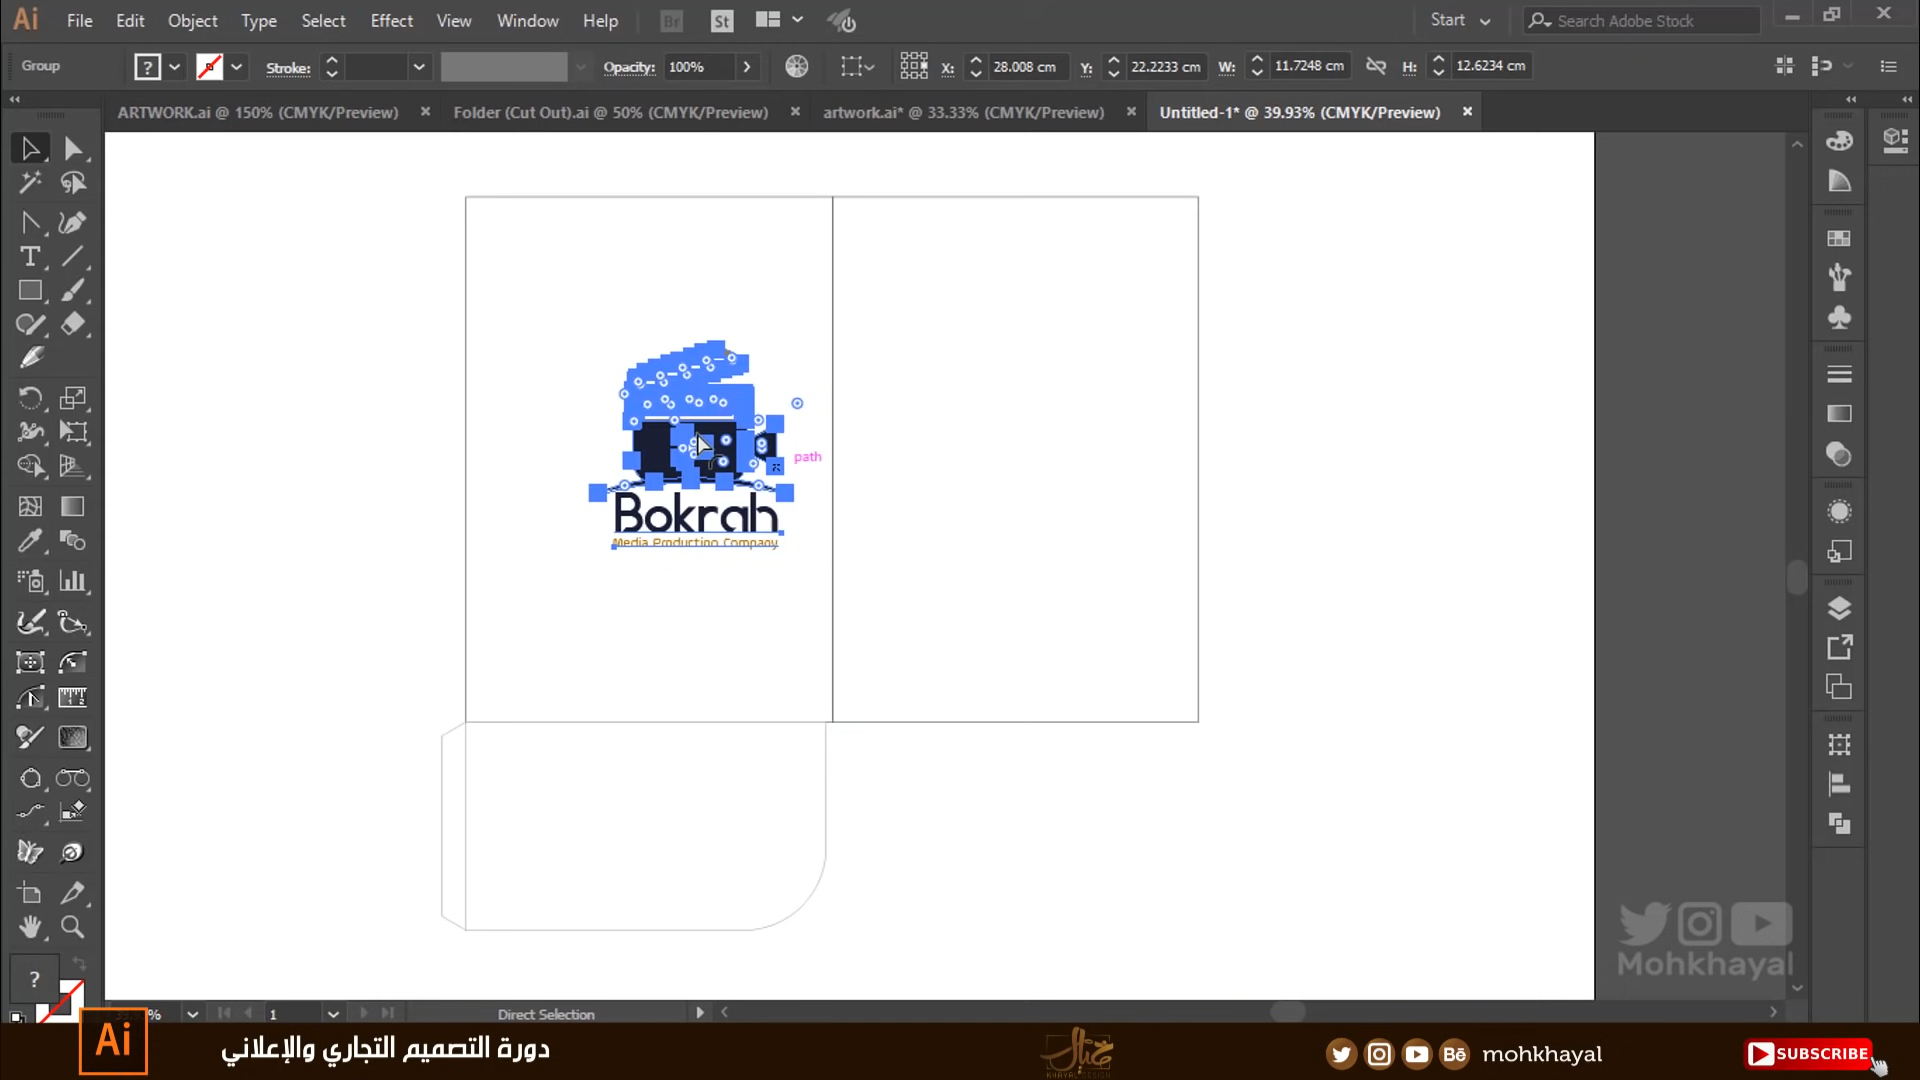 Ai File Edit Object Type Select Effect View Window Help Br St Start Search Adobe Stock
Group ? Stroke: Opacity: 100% X: 28.008 cm Y: 22.2233 cm W: 11.7248 cm H: 12.6234 cm
ARTWORK.ai @ 150% (CMYK/Preview) Folder (Cut Out).ai @ 50% (CMYK/Preview) artwork.ai* @ 33.33% (CMYK/Preview) Untitled-1* @ 39.93% (CMYK/Preview)
path
Bokrah
Media Production Company
Mohkhayal
?
1 Direct Selection
Ai دورة التصميم التجاري والإعلاني
mohkhayal
SUBSCRIBE